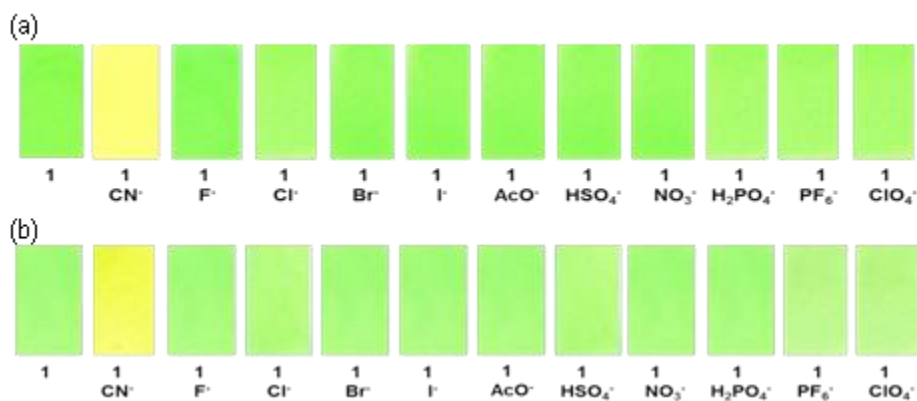 (a)
1 1 1 1 1 1 1 1 1 1 1 1
CN⁻ F⁻ Cl⁻ Br⁻ I⁻ AcO⁻ HSO₄⁻ NO₃⁻ H₂PO₄⁻ PF₆⁻ ClO₄⁻
(b)
1 1 1 1 1 1 1 1 1 1 1 1
CN⁻ F⁻ Cl⁻ Br⁻ I⁻ AcO⁻ HSO₄⁻ NO₃⁻ H₂PO₄⁻ PF₆⁻ ClO₄⁻